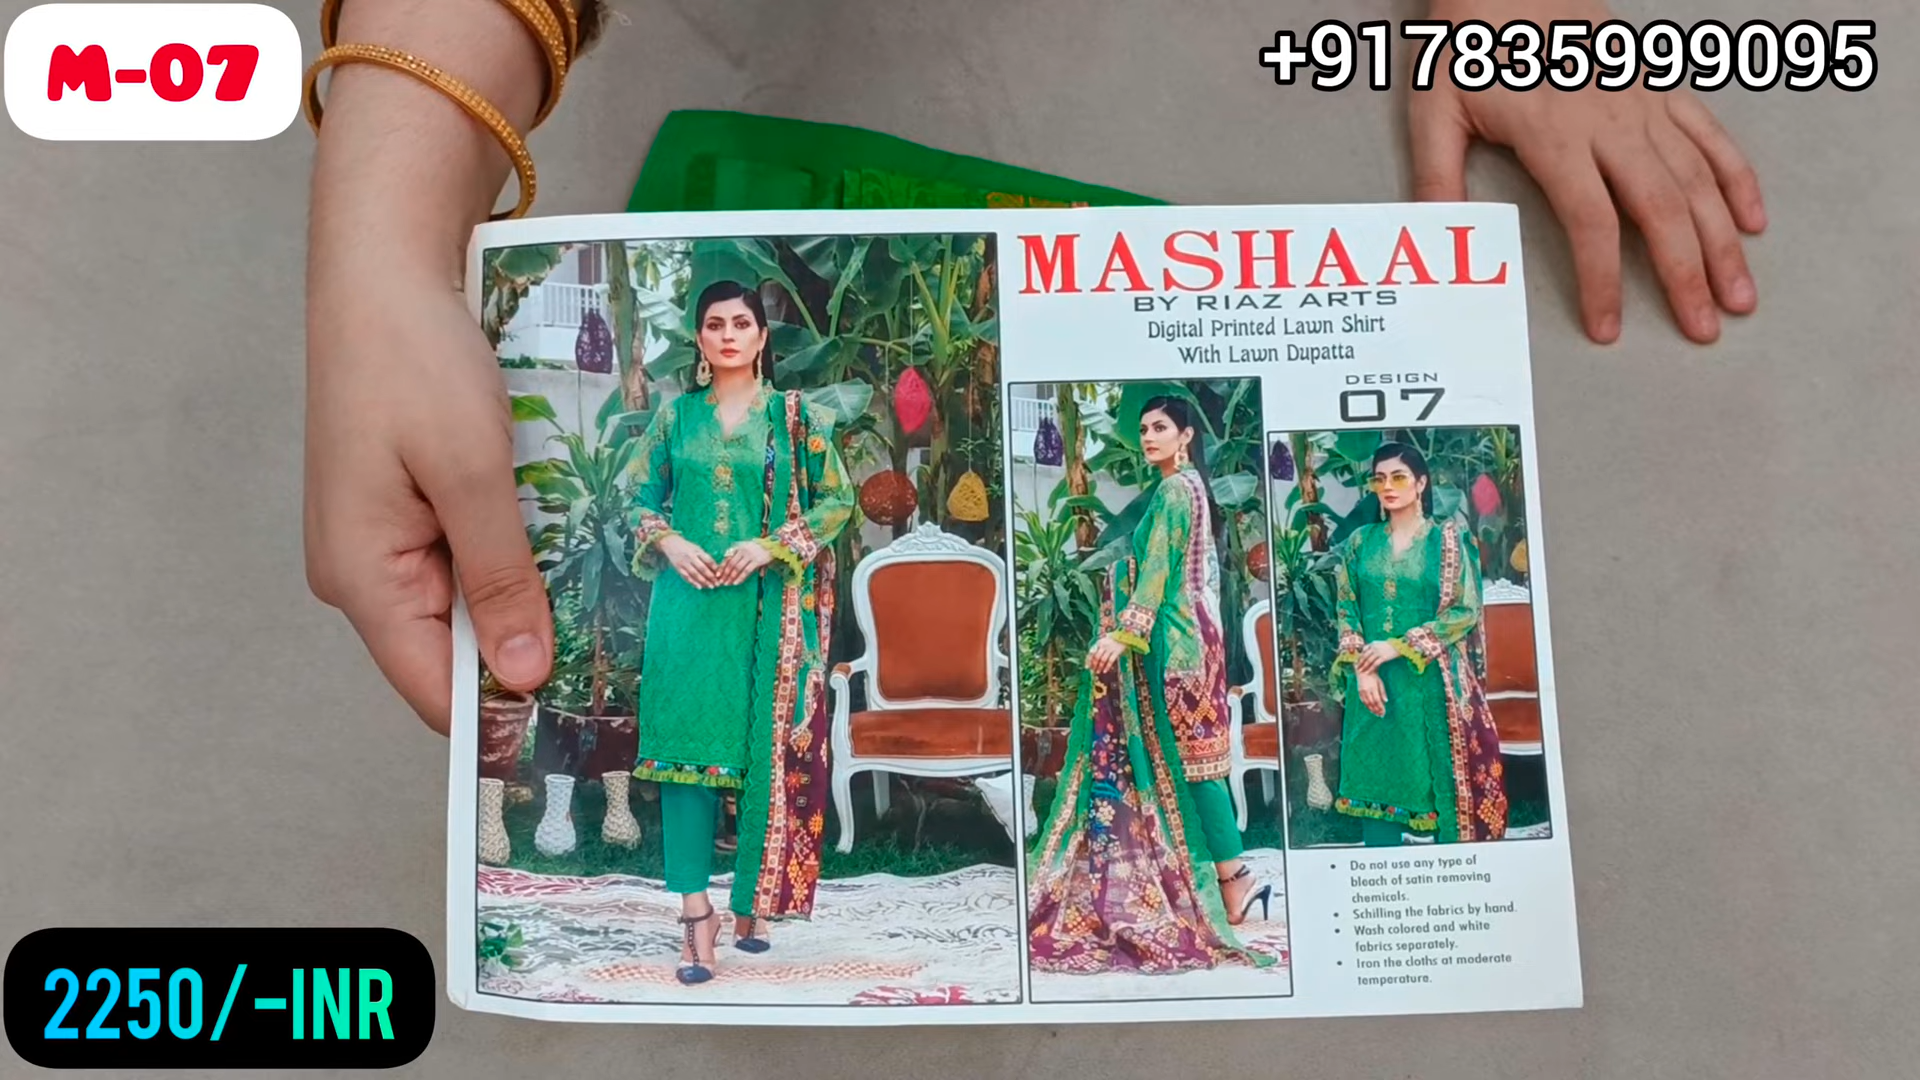 M-07
+917835999095
MASHAAL
BY RIAZ ARTS
Digital Printed Lawn Shirt
With Lawn Dupatta
DESIGN
07
• Do not use any type of
bleach of satin removing
chemicals.
• Schilling the fabrics by hand.
• Wash colored and white
fabrics separately.
• Iron the cloths at moderate
temperature.
2250/-INR